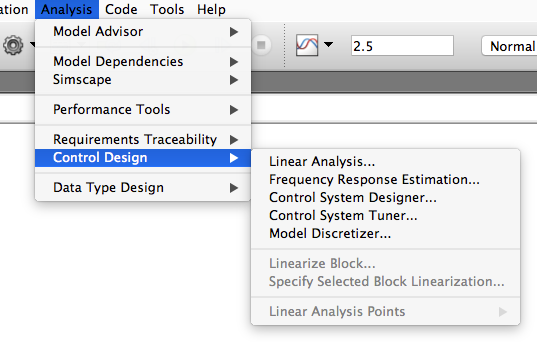 ation Analysis Code Tools Help
2.5 Normal
Model Advisor
Model Dependencies
Simscape
Performance Tools
Requirements Traceability
Control Design
Data Type Design
Linear Analysis...
Frequency Response Estimation...
Control System Designer...
Control System Tuner...
Model Discretizer...
Linearize Block...
Specify Selected Block Linearization...
Linear Analysis Points